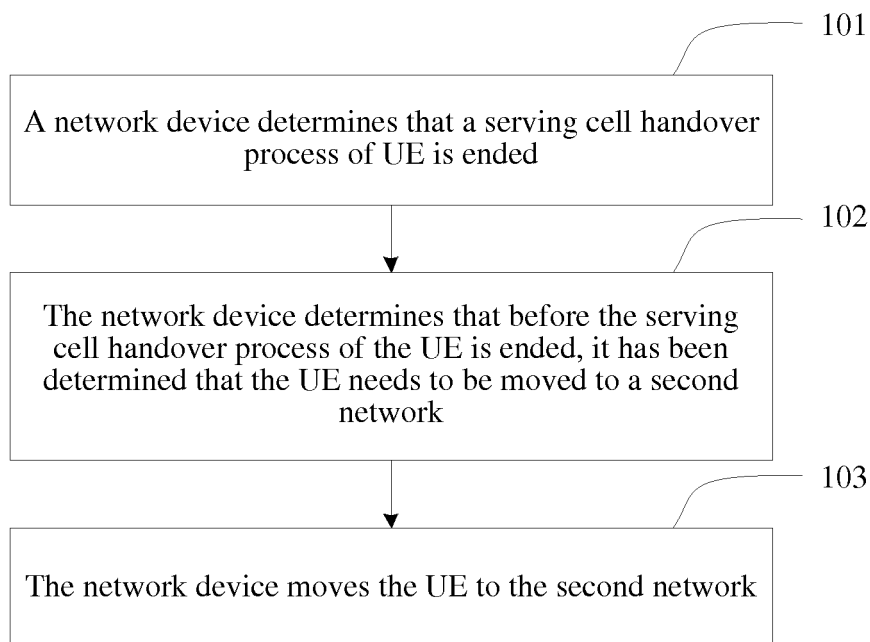 101
A network device determines that a serving cell handover
process of UE is ended
102
The network device determines that before the serving
cell handover process of the UE is ended, it has been
determined that the UE needs to be moved to a second
network
103
The network device moves the UE to the second network